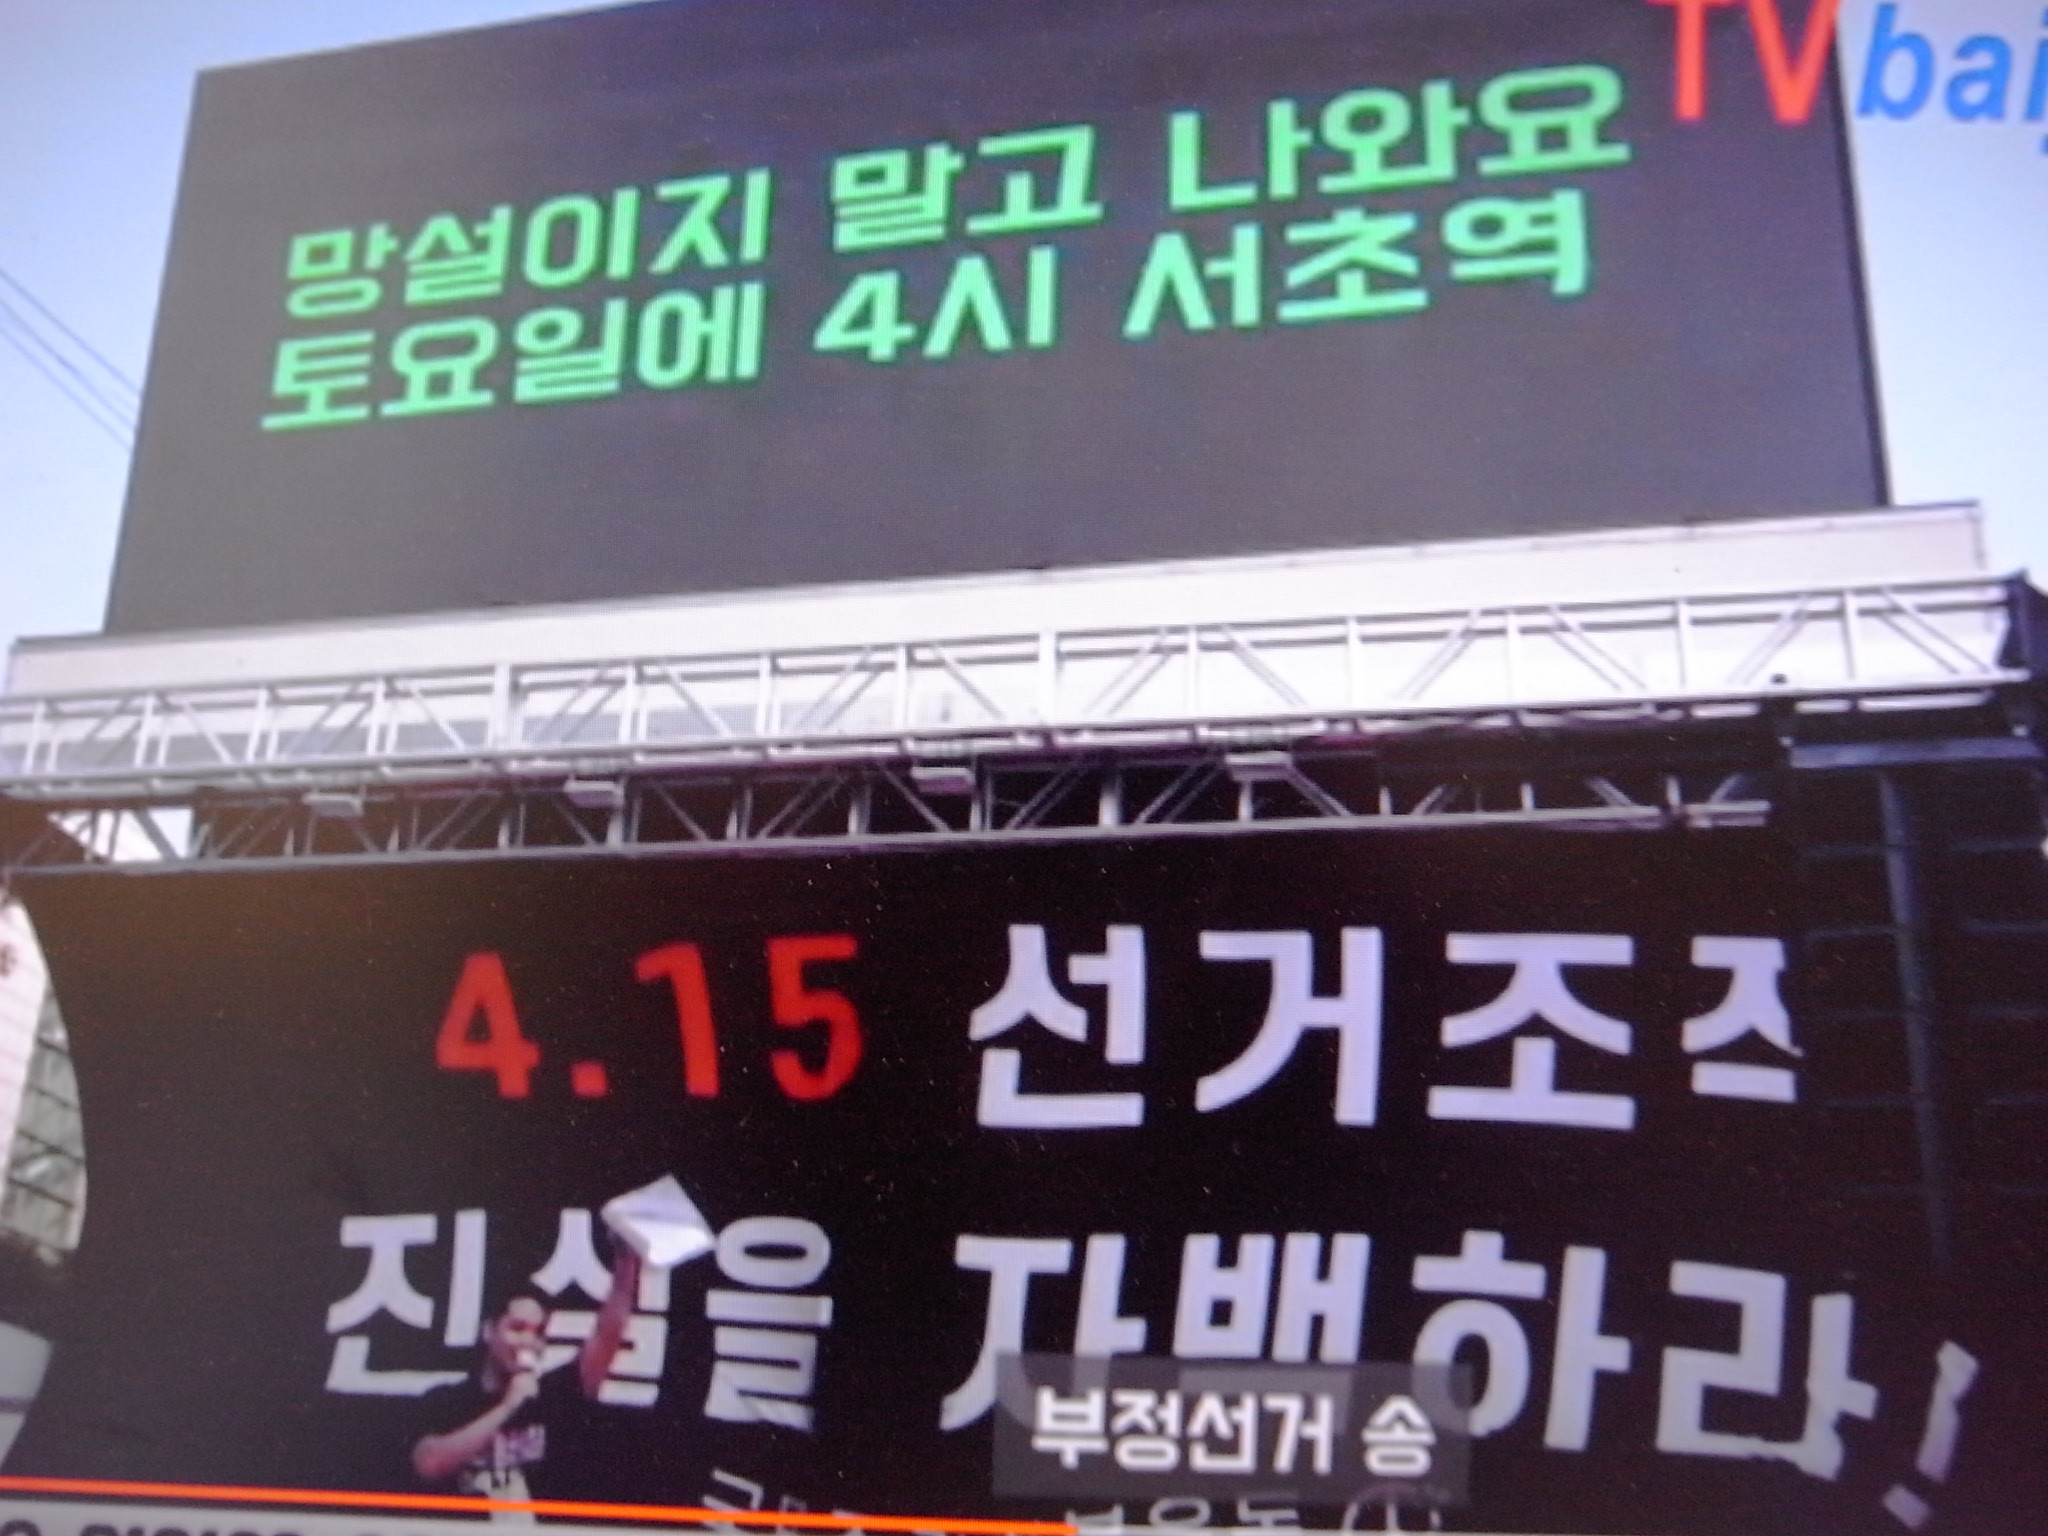 TV bai
망설이지 말고 나와요
토요일에 4시 서초역
4.15 선거조
진실을 자백하라!
부정선거 송